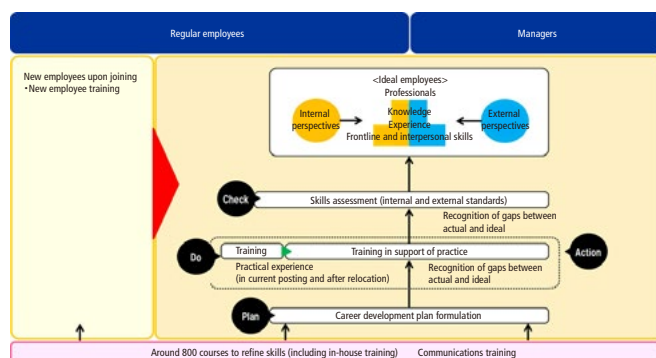 Regular employees
Managers
New employees upon joining
・New employee training
<Ideal employees>
Professionals
Internal
perspectives
Knowledge
Experience
Frontline and interpersonal skills
External
perspectives
Check
Skills assessment (internal and external standards)
Recognition of gaps between
actual and ideal
Do
Training
Training in support of practice
Action
Practical experience
(in current posting and after relocation)
Recognition of gaps between
actual and ideal
Plan
Career development plan formulation
Around 800 courses to refine skills (including in-house training)
Communications training